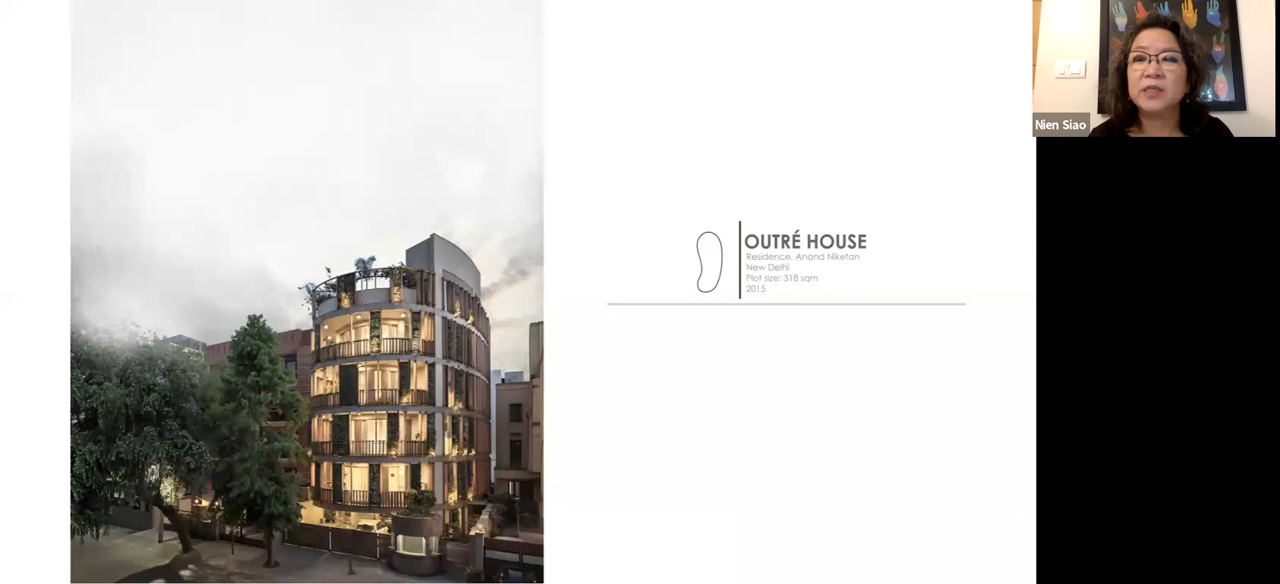 OUTRÉ HOUSE
Residence, Anand Niketan
New Delhi
Plot size: 318 sqm
2015
Nien Siao